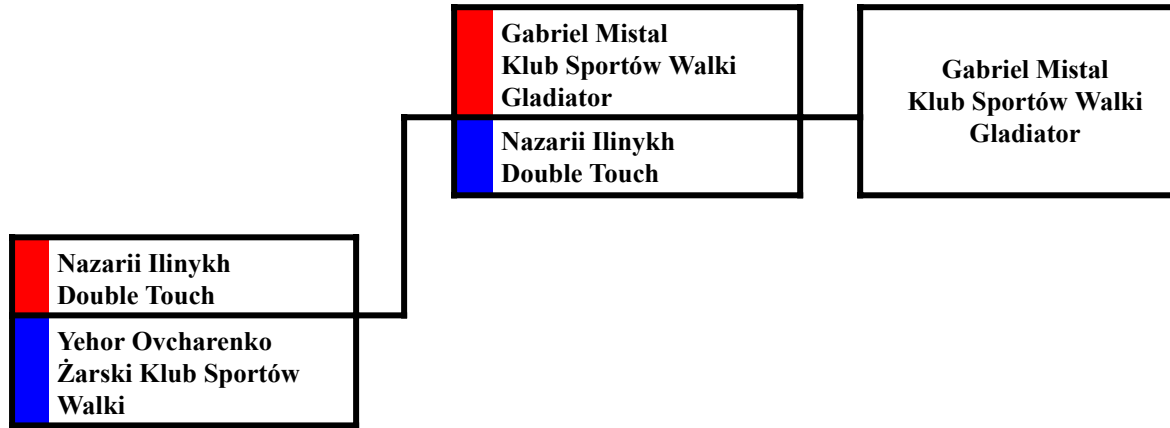 Gabriel Mistal
Klub Sportów Walki
Gladiator
Nazarii Ilinykh
Double Touch
Gabriel Mistal
Klub Sportów Walki
Gladiator
Nazarii Ilinykh
Double Touch
Yehor Ovcharenko
Żarski Klub Sportów
Walki